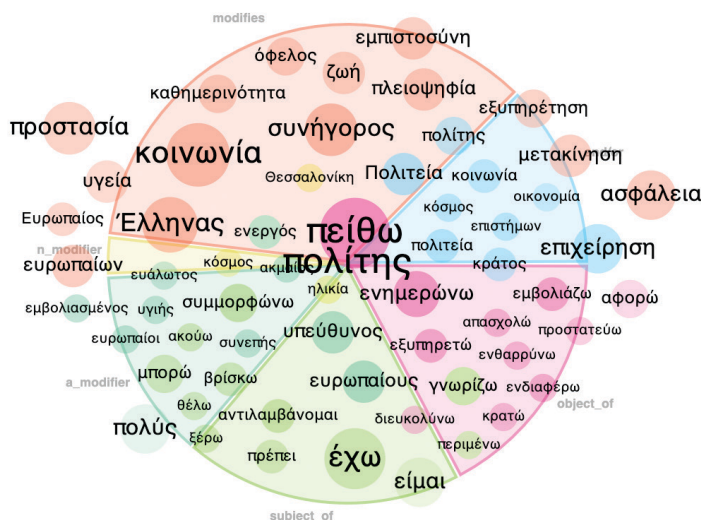 modifies
εμπιστοσύνη
όφελος
ζωή
πλειοψηφία
καθημερινότητα
εξυπηρέτηση
προστασία
συνήγορος
πολίτης
μετακίνηση
κοινωνία
Θεσσαλονίκη
Πολιτεία
κοινωνία
υγεία
ασφάλεια
οικονομία
κόσμος
Ευρωπαίος
Έλληνας
ενεργός
πείθω
επιστήμων
n_modifier
πολιτεία
επιχείρηση
ευρωπαίων
κόσμος
πολίτης
ευάλωτος
ακμαίος
κράτος
ηλικία
ενημερώνω
εμβολιάζω
αφορώ
εμβολιασμένος
υγιής
συμμορφώνω
απασχολώ
προστατεύω
ευρωπαίοι
ακούω
συνεπής
υπεύθυνος
εξυπηρετώ
ενθαρρύνω
a_modifier
μπορώ
βρίσκω
ευρωπαίους
γνωρίζω
ενδιαφέρω
object_of
θέλω
αντιλαμβάνομαι
διευκολύνω
κρατώ
πολύς
ξέρω
πρέπει
έχω
περιμένω
είμαι
subject_of